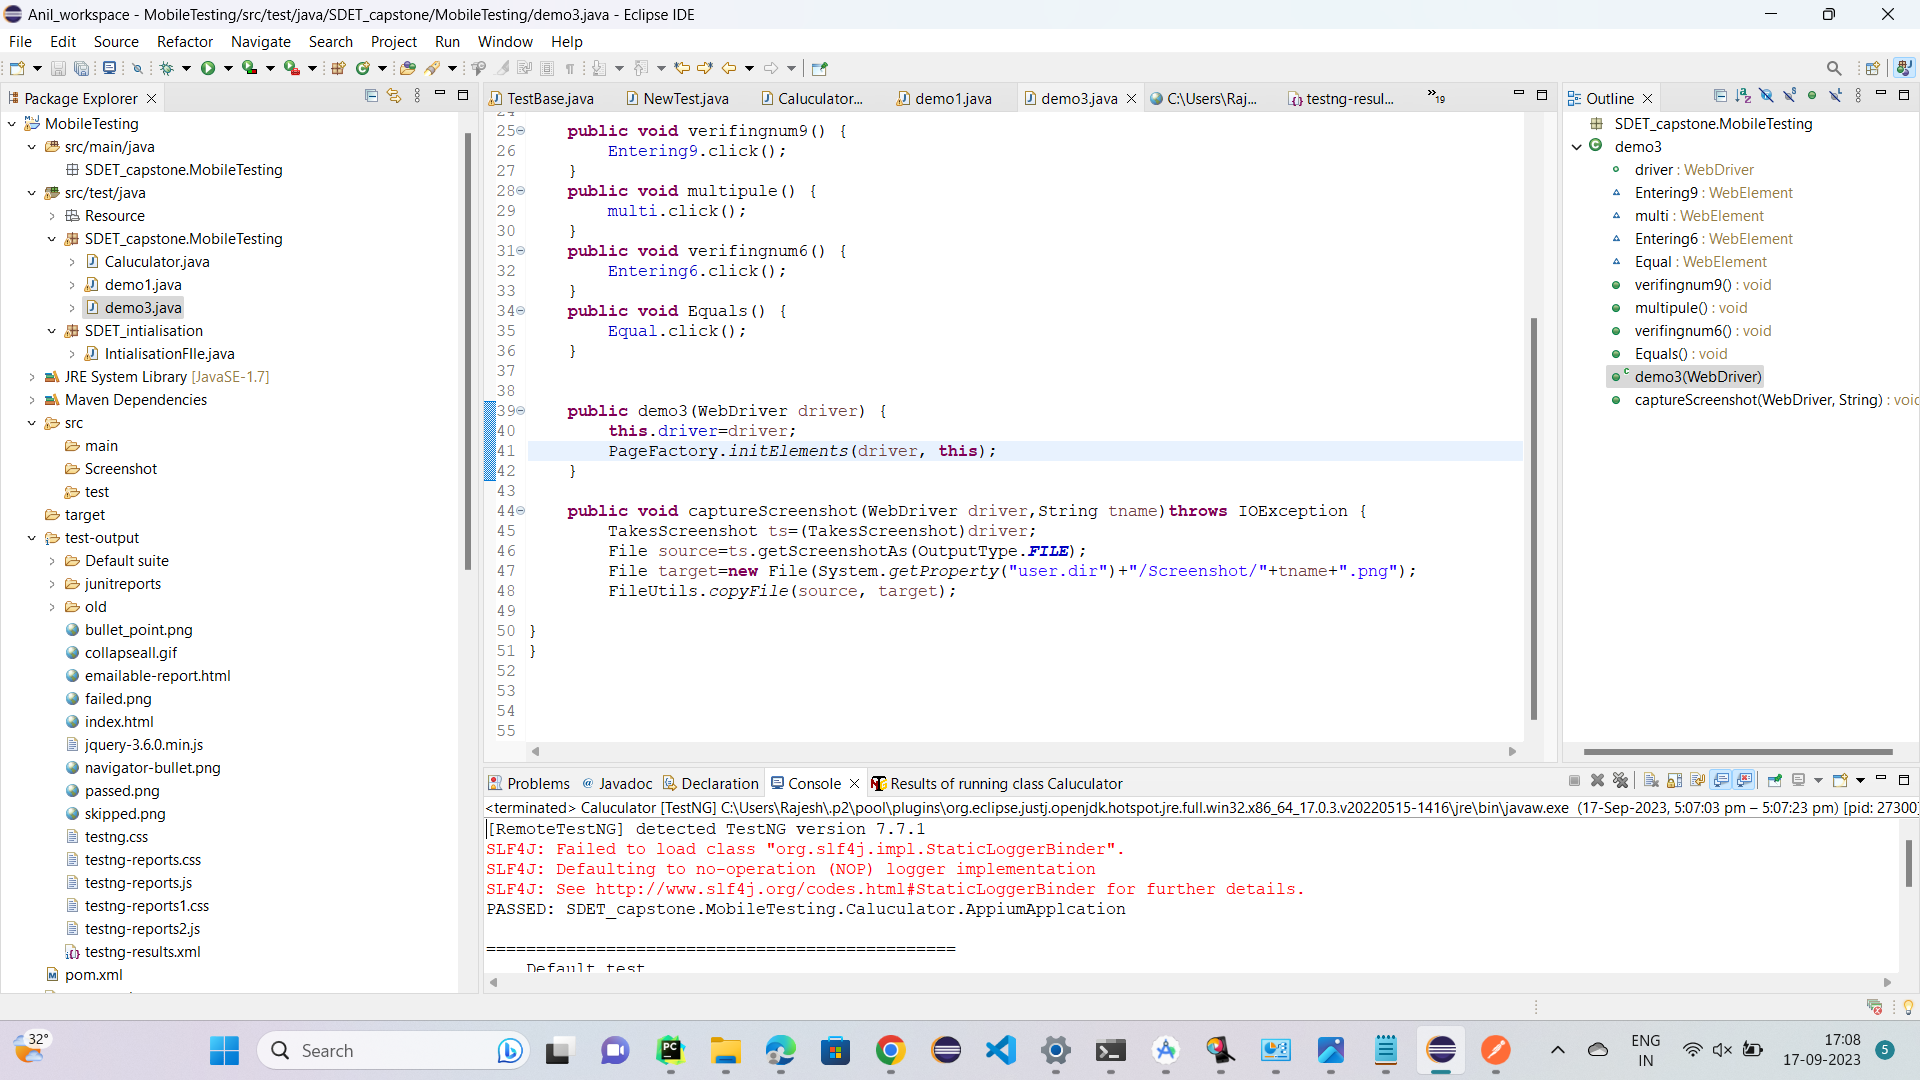 Anil_workspace - MobileTesting/src/test/java/SDET_capstone/MobileTesting/demo3.java - Eclipse IDE
File Edit Source Refactor Navigate Search Project Run Window Help
Package Explorer
MobileTesting
src/main/java
SDET_capstone.MobileTesting
src/test/java
Resource
SDET_capstone.MobileTesting
Caluculator.java
demo1.java
demo3.java
SDET_intialisation
IntialisationFIle.java
JRE System Library [JavaSE-1.7]
Maven Dependencies
src
main
Screenshot
test
target
test-output
Default suite
junitreports
old
bullet_point.png
collapseall.gif
emailable-report.html
failed.png
index.html
jquery-3.6.0.min.js
navigator-bullet.png
passed.png
skipped.png
testng.css
testng-reports.css
testng-reports.js
testng-reports1.css
testng-reports2.js
testng-results.xml
pom.xml
TestBase.java NewTest.java Caluculator... demo1.java demo3.java C:\Users\Raj... testng-resul... 19
24
25 public void verifingnum9() {
26 Entering9.click();
27 }
28 public void multipule() {
29 multi.click();
30 }
31 public void verifingnum6() {
32 Entering6.click();
33 }
34 public void Equals() {
35 Equal.click();
36 }
37
38
39 public demo3(WebDriver driver) {
40 this.driver=driver;
41 PageFactory.initElements(driver, this);
42 }
43
44 public void captureScreenshot(WebDriver driver,String tname)throws IOException {
45 TakesScreenshot ts=(TakesScreenshot)driver;
46 File source=ts.getScreenshotAs(OutputType.FILE);
47 File target=new File(System.getProperty("user.dir")+"/Screenshot/"+tname+".png");
48 FileUtils.copyFile(source, target);
49
50 }
51 }
52
53
54
55
Outline
SDET_capstone.MobileTesting
demo3
driver : WebDriver
Entering9 : WebElement
multi : WebElement
Entering6 : WebElement
Equal : WebElement
verifingnum9() : void
multipule() : void
verifingnum6() : void
Equals() : void
demo3(WebDriver)
captureScreenshot(WebDriver, String) : voic
Problems Javadoc Declaration Console Results of running class Caluculator
<terminated> Caluculator [TestNG] C:\Users\Rajesh\.p2\pool\plugins\org.eclipse.justj.openjdk.hotspot.jre.full.win32.x86_64_17.0.3.v20220515-1416\jre\bin\javaw.exe (17-Sep-2023, 5:07:03 pm – 5:07:23 pm) [pid: 27300]
[RemoteTestNG] detected TestNG version 7.7.1
SLF4J: Failed to load class "org.slf4j.impl.StaticLoggerBinder".
SLF4J: Defaulting to no-operation (NOP) logger implementation
SLF4J: See http://www.slf4j.org/codes.html#StaticLoggerBinder for further details.
PASSED: SDET_capstone.MobileTesting.Caluculator.AppiumApplcation
===============================================
Default test
32°
Search
PC
ENG
IN
17:08
17-09-2023
5